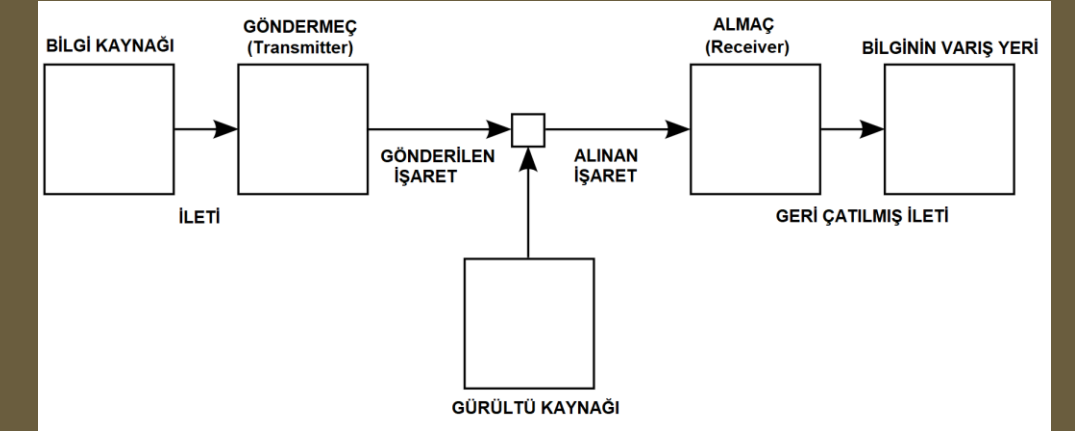 BİLGİ KAYNAĞI
GÖNDERMEÇ
(Transmitter)
ALMAÇ
(Receiver)
BİLGİNİN VARIŞ YERİ
GÖNDERİLEN
İŞARET
ALINAN
İŞARET
İLETİ
GERİ ÇATILMIŞ İLETİ
GÜRÜLTÜ KAYNAĞI